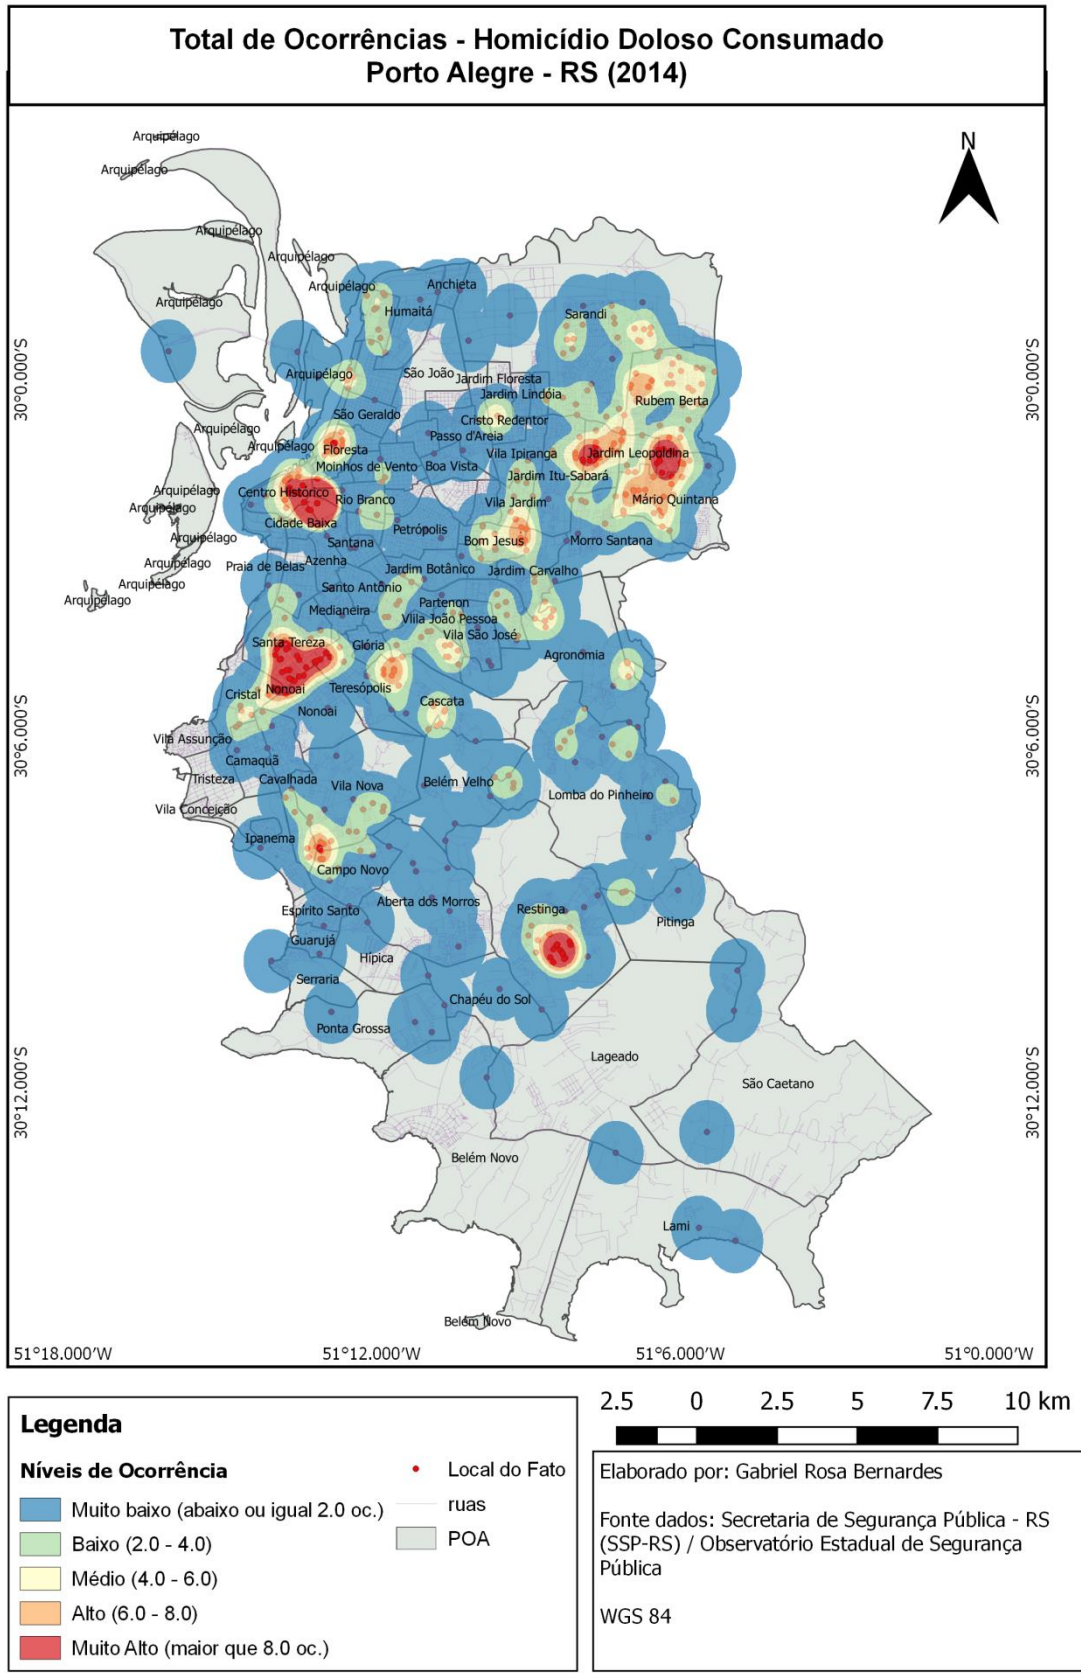 Total de Ocorrências - Homicídio Doloso Consumado
Porto Alegre - RS (2014)
N
Arquipélago
Arquipélago
Arquipélago
Arquipélago
Arquipélago
Anchieta
Arquipélago
Humaitá
Sarandi
30°0.000'S
30°0.000'S
Arquipélago
São João
Jardim Floresta
Jardim Lindóia
Rubem Berta
São Geraldo
Cristo Redentor
Arquipélago
Passo d'Areia
Arquipélago
Floresta
Vila Ipiranga
Jardim Leopoldina
Moinhos de Vento
Boa Vista
Jardim Itu-Sabará
Arquipélago
Centro Histórico
Rio Branco
Vila Jardim
Mário Quintana
Arquipélago
Cidade Baixa
Petrópolis
Arquipélago
Santana
Bom Jesus
Morro Santana
Arquipélago
Praia de Belas
Azenha
Jardim Botânico
Jardim Carvalho
Arquipélago
Santo Antônio
Arquipélago
Medianeira
Partenon
Vlila João Pessoa
Santa Tereza
Glória
Vila São José
Agronomia
Cristal
Nonoai
Teresópolis
Cascata
Nonoai
30°6.000'S
30°6.000'S
Vila Assunção
Camaquã
Tristeza
Cavalhada
Vila Nova
Belém Velho
Lomba do Pinheiro
Vila Conceição
Ipanema
Campo Novo
Espírito Santo
Aberta dos Morros
Restinga
Pitinga
Guarujá
Hípica
Serraria
Chapéu do Sol
Ponta Grossa
Lageado
São Caetano
30°12.000'S
30°12.000'S
Belém Novo
Lami
Belém Novo
51°18.000'W
51°12.000'W
51°6.000'W
51°0.000'W
Legenda
Níveis de Ocorrência
Muito baixo (abaixo ou igual 2.0 oc.)
Baixo (2.0 - 4.0)
Médio (4.0 - 6.0)
Alto (6.0 - 8.0)
Muito Alto (maior que 8.0 oc.)
Local do Fato
ruas
POA
2.5 0 2.5 5 7.5 10 km
Elaborado por: Gabriel Rosa Bernardes
Fonte dados: Secretaria de Segurança Pública - RS
(SSP-RS) / Observatório Estadual de Segurança
Pública
WGS 84